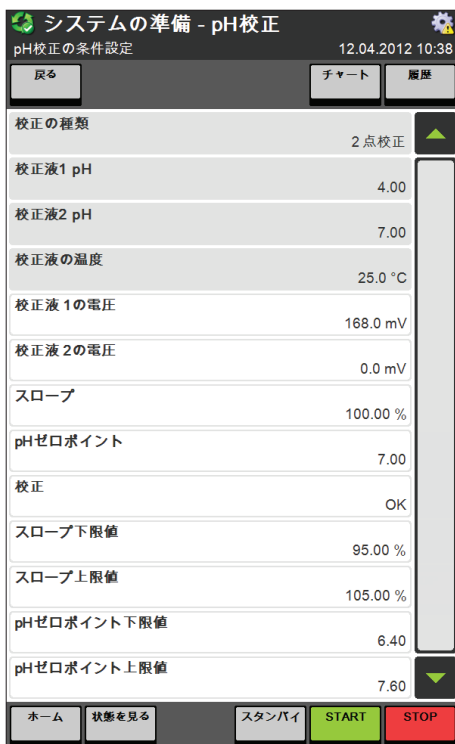 システムの準備 - pH校正
pH校正の条件設定 12.04.2012 10:38
戻る チャート 履歴
校正の種類
2点校正
校正液1 pH
4.00
校正液2 pH
7.00
校正液の温度
25.0 °C
校正液 1の電圧
168.0 mV
校正液 2の電圧
0.0 mV
スロープ
100.00 %
pHゼロポイント
7.00
校正
OK
スロープ下限値
95.00 %
スロープ上限値
105.00 %
pHゼロポイント下限値
6.40
pHゼロポイント上限値
7.60
ホーム 状態を見る スタンバイ START STOP